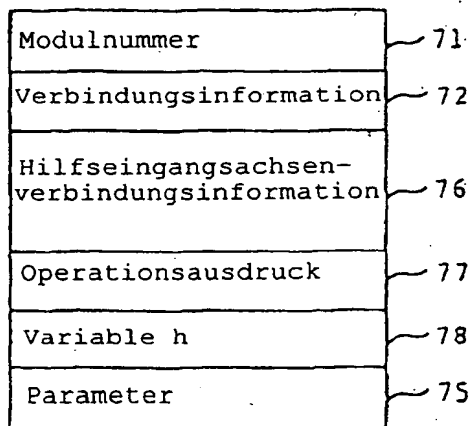 Modulnummer 71
Verbindungsinformation 72
Hilfseingangsachsen-
verbindungsinformation 76
Operationsausdruck 77
Variable h 78
Parameter 75